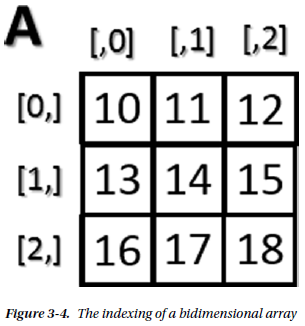 A
[,0] [,1] [,2]
[0,] 10 11 12
[1,] 13 14 15
[2,] 16 17 18
Figure 3-4. The indexing of a bidimensional array